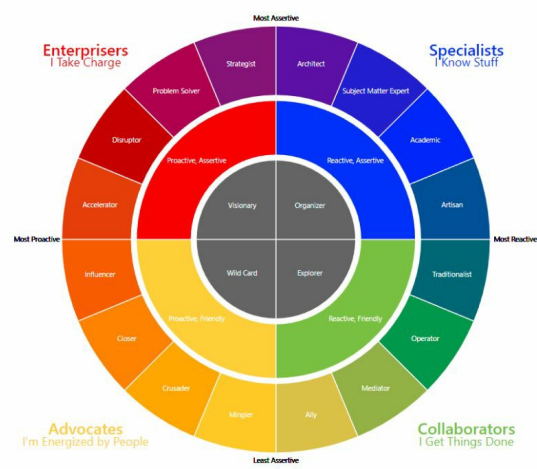 Most Assertive
Enterprisers
I Take Charge
Specialists
I Know Stuff
Strategist
Architect
Problem Solver
Subject Matter Expert
Disruptor
Academic
Proactive, Assertive
Reactive, Assertive
Accelerator
Visionary
Organizer
Artisan
Most Proactive
Most Reactive
Influencer
Wild Card
Explorer
Traditionalist
Proactive, Friendly
Reactive, Friendly
Closer
Operator
Crusader
Mediator
Mingler
Ally
Advocates
I'm Energized by People
Collaborators
I Get Things Done
Least Assertive